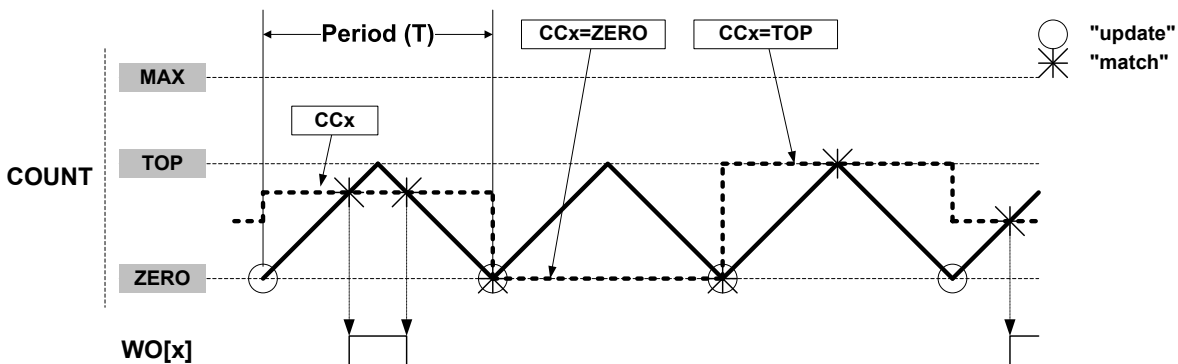 Period (T)
CCx=ZERO
CCx=TOP
"update"
"match"
MAX
CCx
TOP
COUNT
ZERO
WO[x]